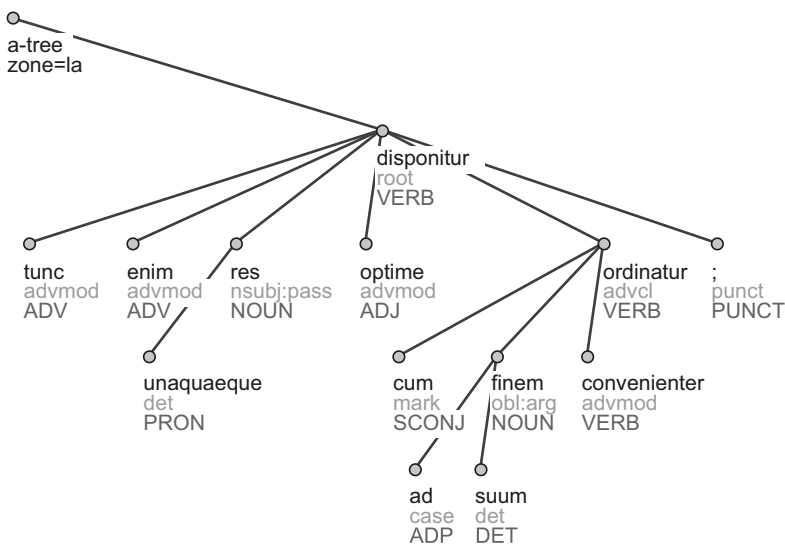 a-tree
zone=la
disponitur
root
VERB
tunc
advmod
ADV
enim
advmod
ADV
res
nsubj:pass
NOUN
optime
advmod
ADJ
ordinatur
advcl
VERB
;
punct
PUNCT
unaquaeque
det
PRON
cum
mark
SCONJ
finem
obl:arg
NOUN
convenienter
advmod
VERB
ad
case
ADP
suum
det
DET